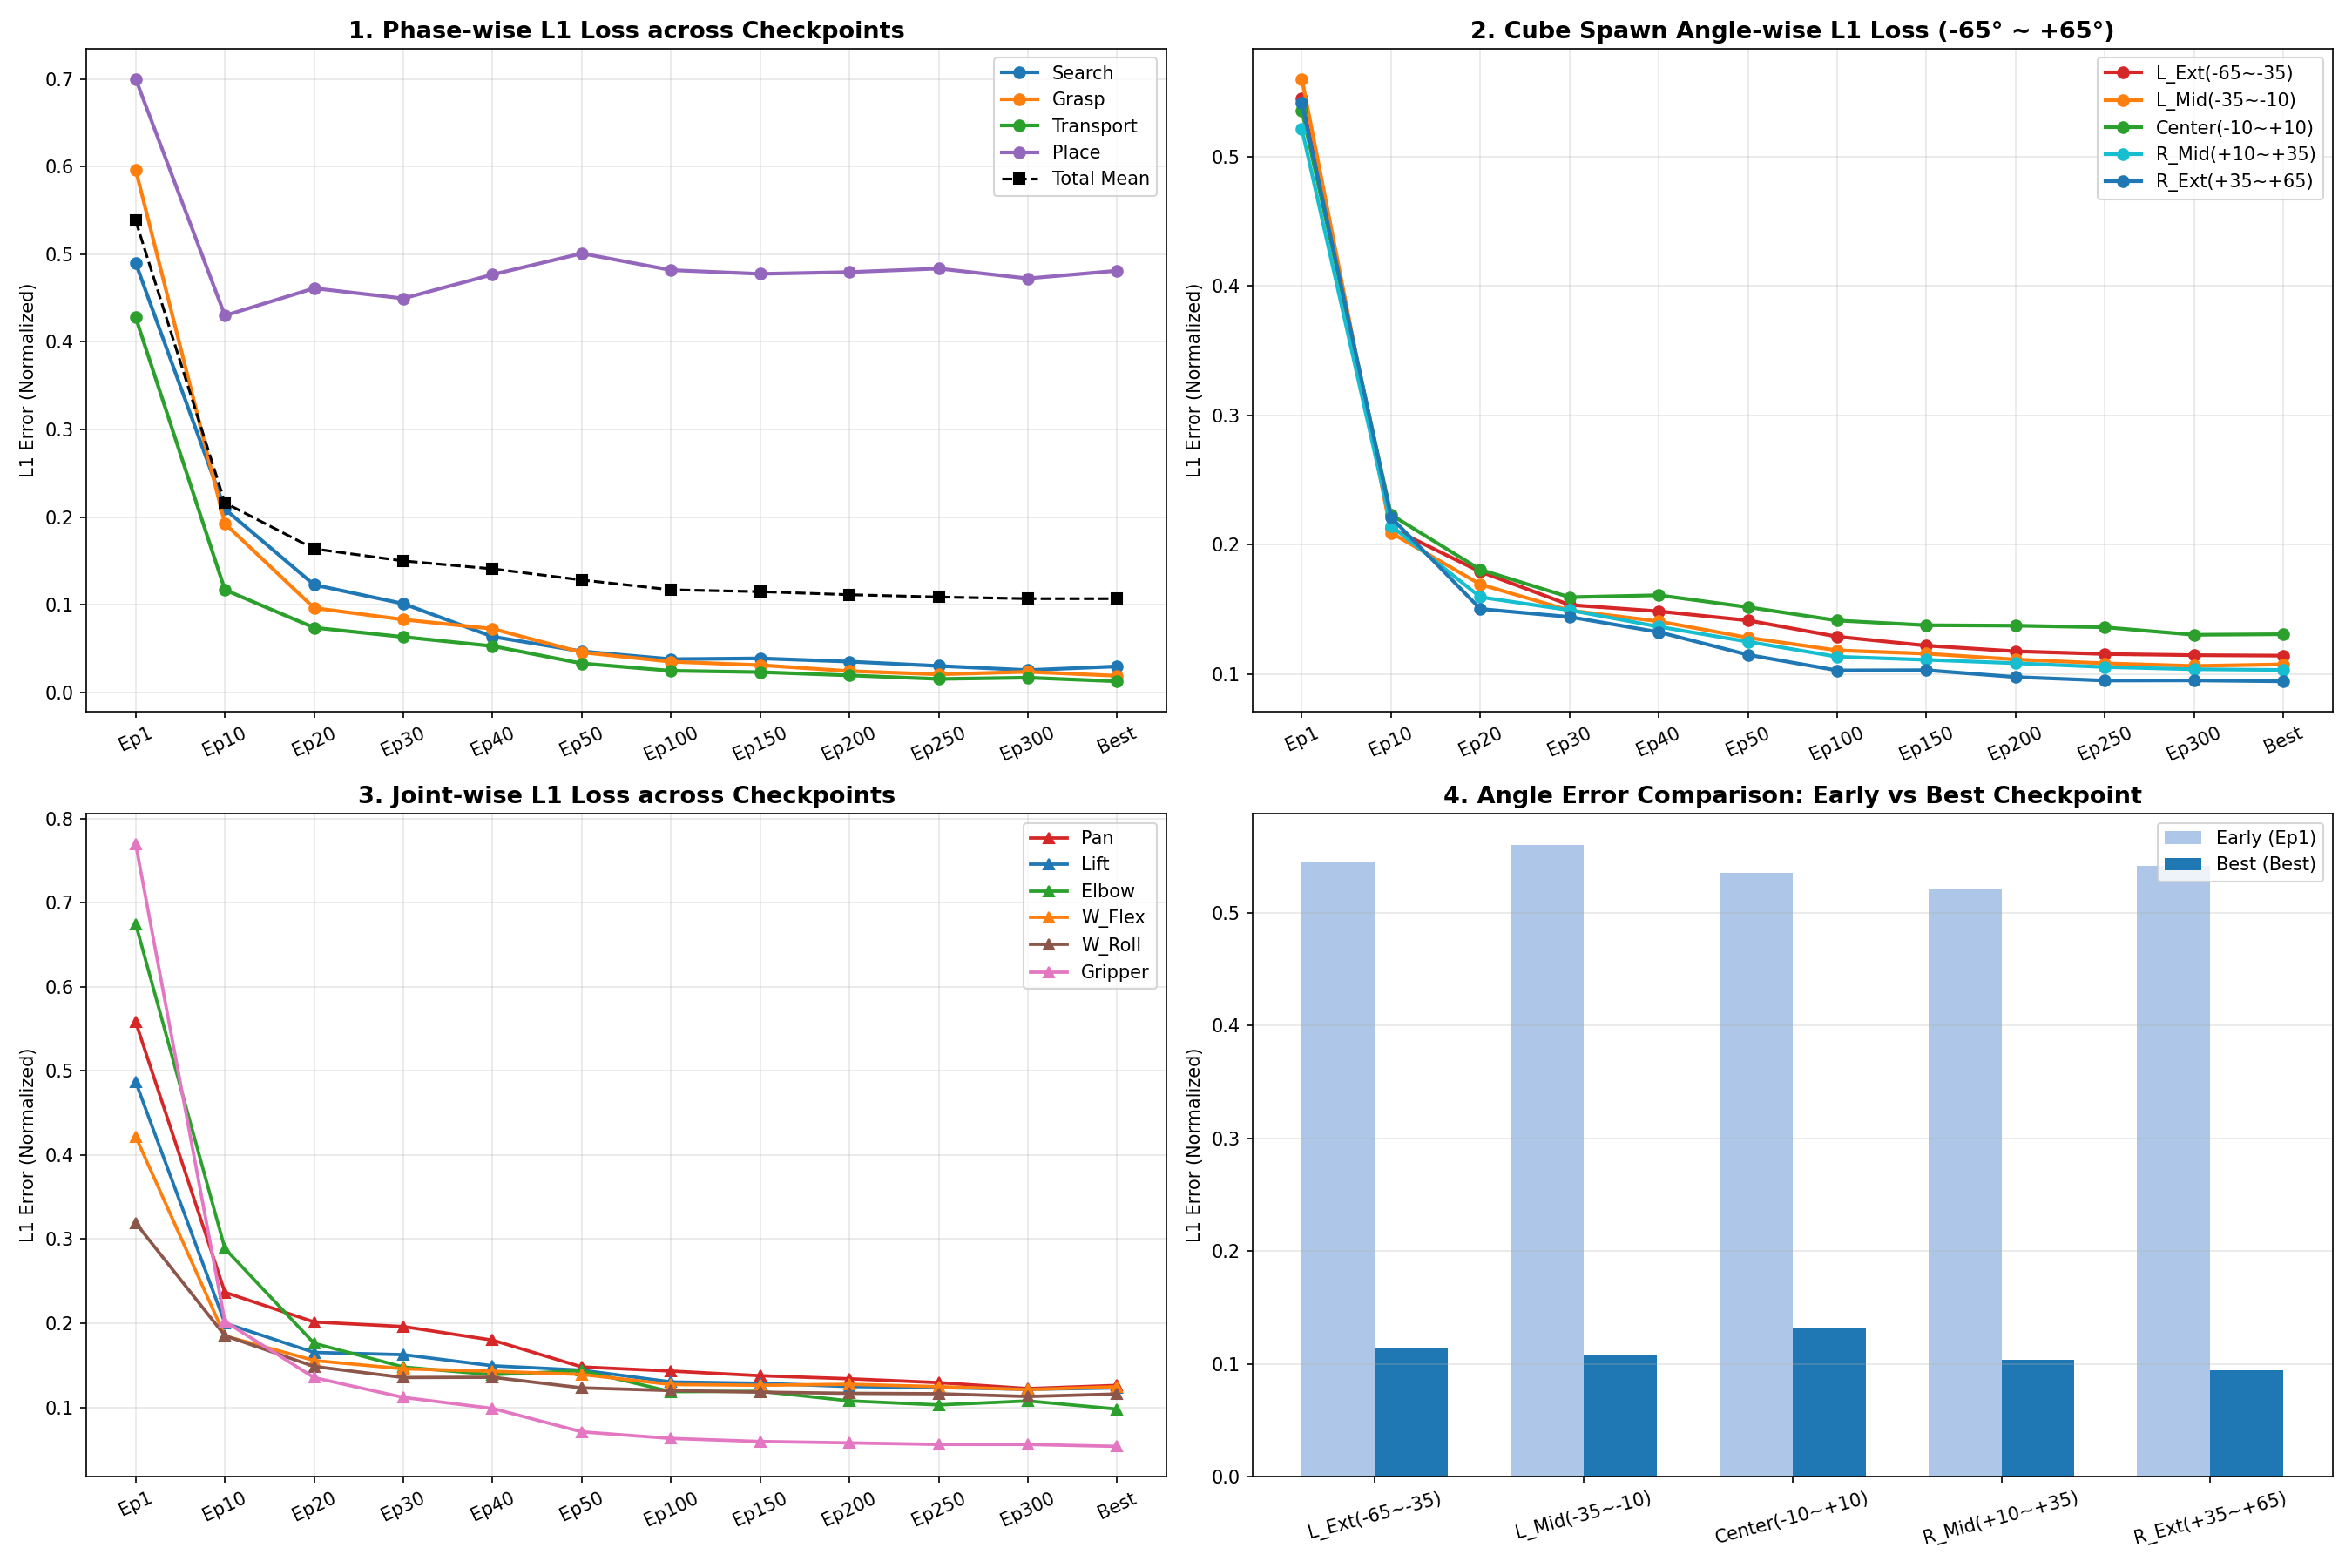 1. Phase-wise L1 Loss across Checkpoints
L1 Error (Normalized)
0.7
0.6
0.5
0.4
0.3
0.2
0.1
0.0
Search
Grasp
Transport
Place
Total Mean
Ep1
Ep10
Ep20
Ep30
Ep40
Ep50
Ep100
Ep150
Ep200
Ep250
Ep300
Best
2. Cube Spawn Angle-wise L1 Loss (-65° ~ +65°)
L1 Error (Normalized)
0.5
0.4
0.3
0.2
0.1
L_Ext(-65~-35)
L_Mid(-35~-10)
Center(-10~+10)
R_Mid(+10~+35)
R_Ext(+35~+65)
Ep1
Ep10
Ep20
Ep30
Ep40
Ep50
Ep100
Ep150
Ep200
Ep250
Ep300
Best
3. Joint-wise L1 Loss across Checkpoints
L1 Error (Normalized)
0.8
0.7
0.6
0.5
0.4
0.3
0.2
0.1
Pan
Lift
Elbow
W_Flex
W_Roll
Gripper
Ep1
Ep10
Ep20
Ep30
Ep40
Ep50
Ep100
Ep150
Ep200
Ep250
Ep300
Best
4. Angle Error Comparison: Early vs Best Checkpoint
L1 Error (Normalized)
0.5
0.4
0.3
0.2
0.1
0.0
Early (Ep1)
Best (Best)
L_Ext(-65~-35)
L_Mid(-35~-10)
Center(-10~+10)
R_Mid(+10~+35)
R_Ext(+35~+65)